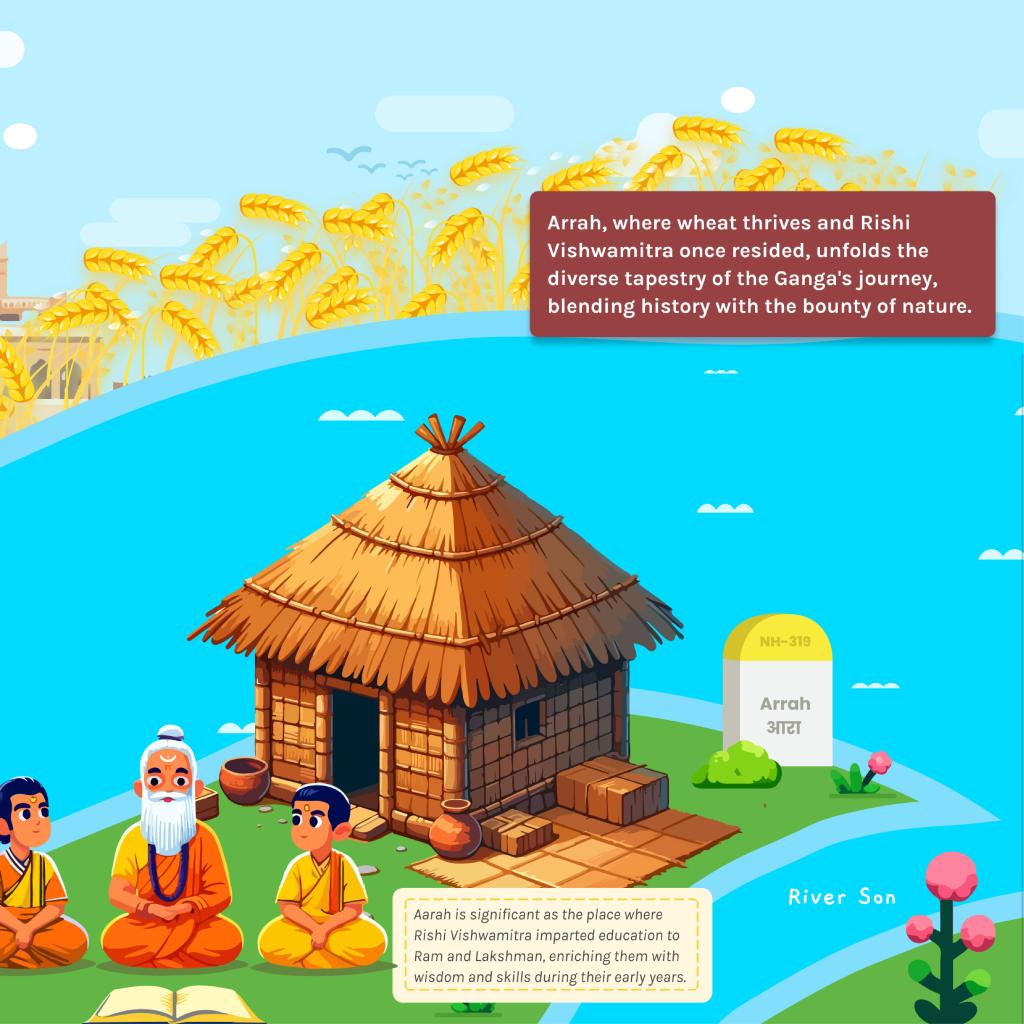 Arrah, where wheat thrives and Rishi
Vishwamitra once resided, unfolds the
diverse tapestry of the Ganga's journey,
blending history with the bounty of nature.
NH-319
Arrah
आरा
River Son
Aarah is significant as the place where
Rishi Vishwamitra imparted education to
Ram and Lakshman, enriching them with
wisdom and skills during their early years.